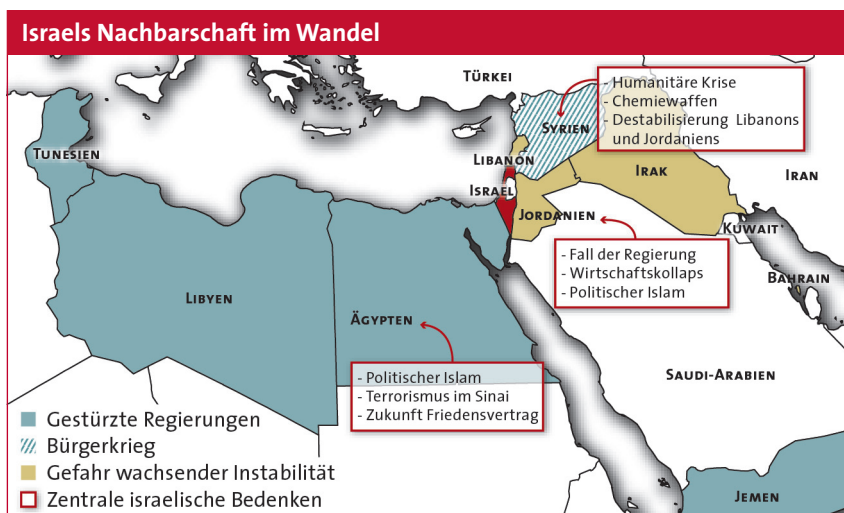 Israels Nachbarschaft im Wandel
TÜRKEI
- Humanitäre Krise
- Chemiewaffen
- Destabilisierung Libanons
und Jordaniens
SYRIEN
TUNESIEN
LIBANON
ISRAEL
IRAK
IRAN
JORDANIEN
KUWAIT
- Fall der Regierung
- Wirtschaftskollaps
- Politischer Islam
BAHRAIN
LIBYEN
ÄGYPTEN
SAUDI-ARABIEN
- Politischer Islam
- Terrorismus im Sinai
- Zukunft Friedensvertrag
Gestürzte Regierungen
Bürgerkrieg
Gefahr wachsender Instabilität
Zentrale israelische Bedenken
JEMEN